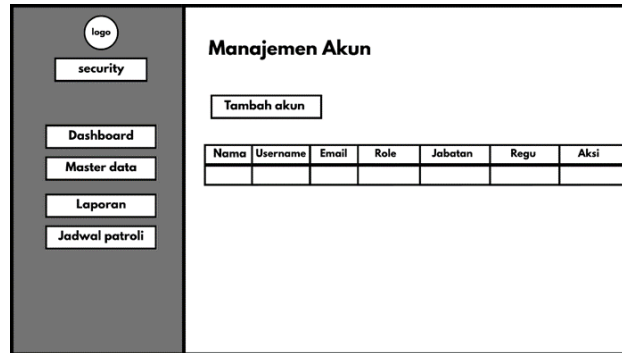 logo
security
Dashboard
Master data
Laporan
Jadwal patroli
Manajemen Akun
Tambah akun
Nama Username Email Role Jabatan Regu Aksi